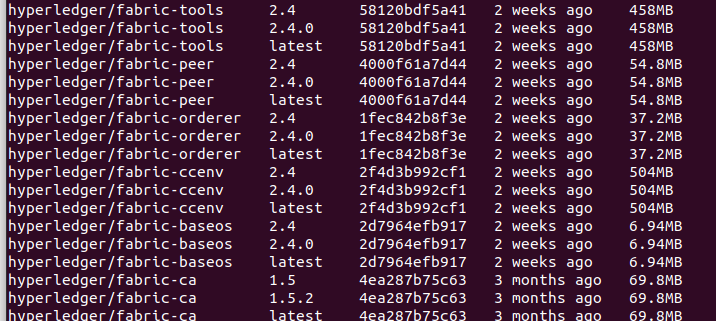 hyperledger/fabric-tools 2.4 58120bdf5a41 2 weeks ago 458MB
hyperledger/fabric-tools 2.4.0 58120bdf5a41 2 weeks ago 458MB
hyperledger/fabric-tools latest 58120bdf5a41 2 weeks ago 458MB
hyperledger/fabric-peer 2.4 4000f61a7d44 2 weeks ago 54.8MB
hyperledger/fabric-peer 2.4.0 4000f61a7d44 2 weeks ago 54.8MB
hyperledger/fabric-peer latest 4000f61a7d44 2 weeks ago 54.8MB
hyperledger/fabric-orderer 2.4 1fec842b8f3e 2 weeks ago 37.2MB
hyperledger/fabric-orderer 2.4.0 1fec842b8f3e 2 weeks ago 37.2MB
hyperledger/fabric-orderer latest 1fec842b8f3e 2 weeks ago 37.2MB
hyperledger/fabric-ccenv 2.4 2f4d3b992cf1 2 weeks ago 504MB
hyperledger/fabric-ccenv 2.4.0 2f4d3b992cf1 2 weeks ago 504MB
hyperledger/fabric-ccenv latest 2f4d3b992cf1 2 weeks ago 504MB
hyperledger/fabric-baseos 2.4 2d7964efb917 2 weeks ago 6.94MB
hyperledger/fabric-baseos 2.4.0 2d7964efb917 2 weeks ago 6.94MB
hyperledger/fabric-baseos latest 2d7964efb917 2 weeks ago 6.94MB
hyperledger/fabric-ca 1.5 4ea287b75c63 3 months ago 69.8MB
hyperledger/fabric-ca 1.5.2 4ea287b75c63 3 months ago 69.8MB
hyperledger/fabric-ca latest 4ea287b75c63 3 months ago 69.8MB